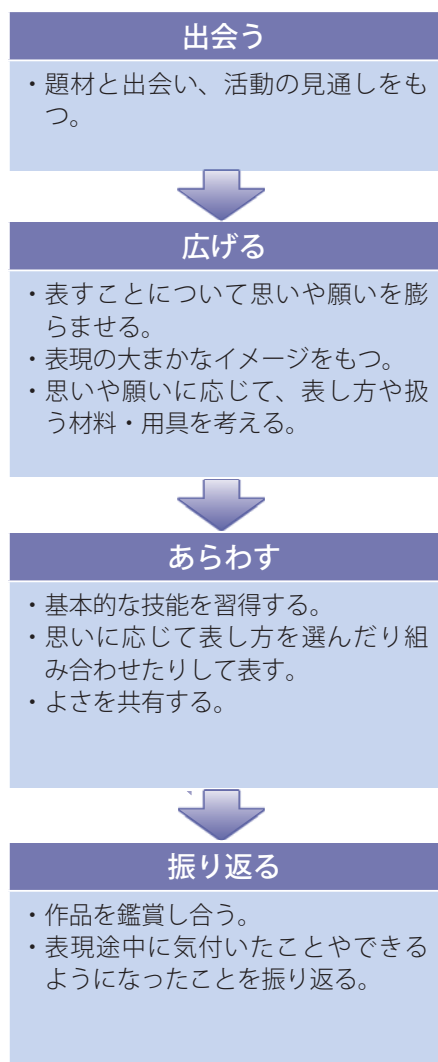 出会う
・題材と出会い、活動の見通しをも
つ。
広げる
・表すことについて思いや願いを膨
らませる。
・表現の大まかなイメージをもつ。
・思いや願いに応じて、表し方や扱
う材料・用具を考える。
あらわす
・基本的な技能を習得する。
・思いに応じて表し方を選んだり組
み合わせたりして表す。
・よさを共有する。
振り返る
・作品を鑑賞し合う。
・表現途中に気付いたことやできる
ようになったことを振り返る。